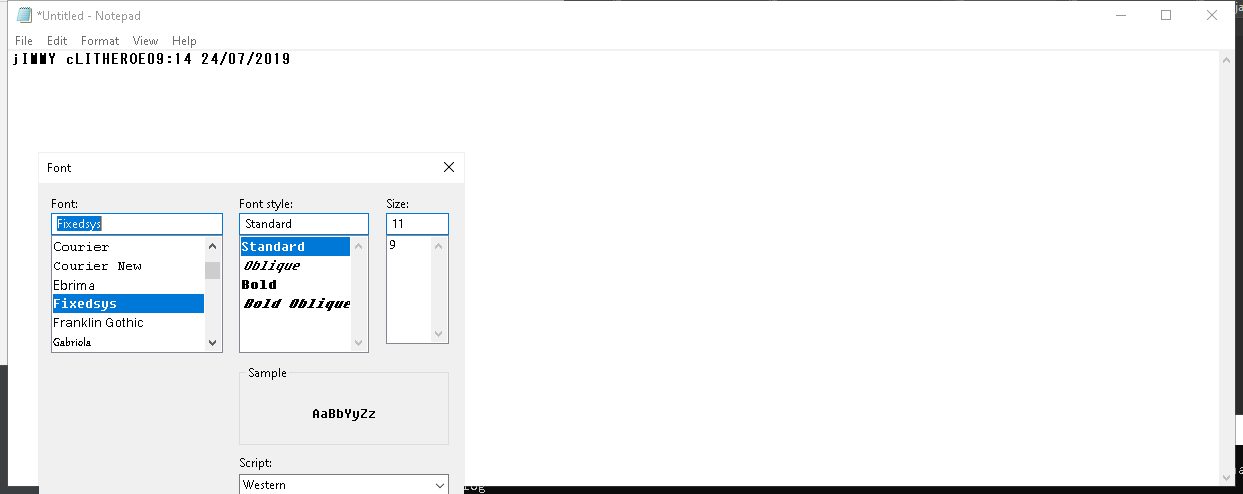 *Untitled - Notepad
File Edit Format View Help
jIMMY cLITHEROE09:14 24/07/2019
Font
Font: Font style: Size:
Fixedsys Standard 11
Courier Standard 9
Courier New Oblique
Ebrima Bold
Fixedsys Bold Oblique
Franklin Gothic
Gabriola
Sample
AaBbYyZz
Script:
Western